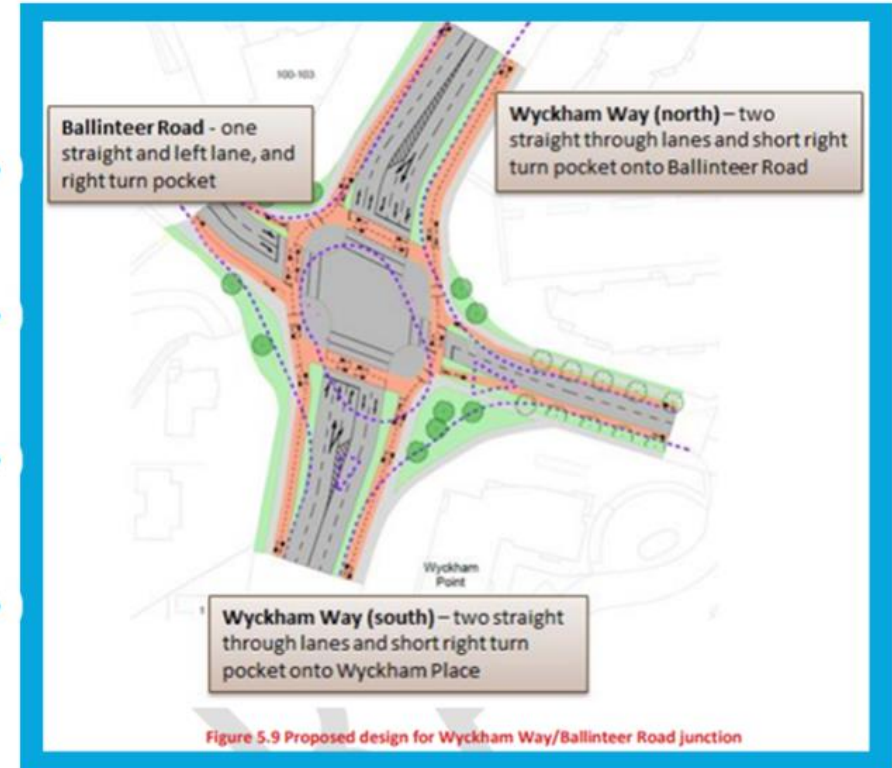 100-103
Ballinteer Road - one
straight and left lane, and
right turn pocket
Wyckham Way (north) – two
straight through lanes and short right
turn pocket onto Ballinteer Road
Wyckham
Point
Wyckham Way (south) – two straight
through lanes and short right turn
pocket onto Wyckham Place
Figure 5.9 Proposed design for Wyckham Way/Ballinteer Road junction